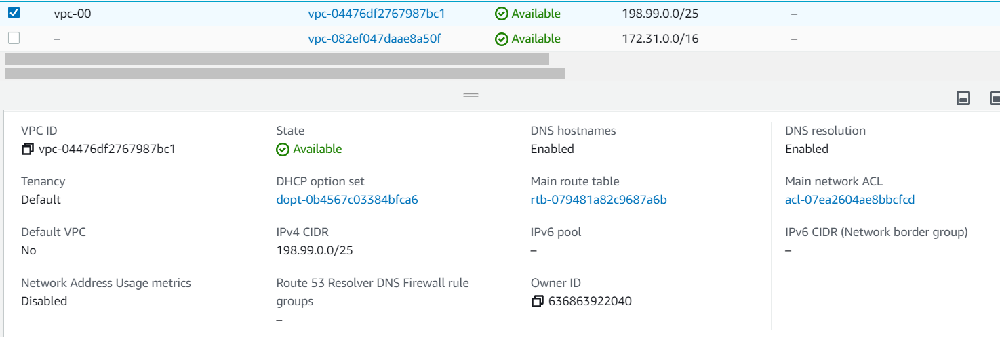 vpc-00 vpc-04476df2767987bc1 Available 198.99.0.0/25 –
– vpc-082ef047daae8a50f Available 172.31.0.0/16 –
VPC ID State DNS hostnames DNS resolution
vpc-04476df2767987bc1 Available Enabled Enabled
Tenancy DHCP option set Main route table Main network ACL
Default dopt-0b4567c03384bfca6 rtb-079481a82c9687a6b acl-07ea2604ae8bbcfcd
Default VPC IPv4 CIDR IPv6 pool IPv6 CIDR (Network border group)
No 198.99.0.0/25 – –
Network Address Usage metrics Route 53 Resolver DNS Firewall rule Owner ID
Disabled groups 636863922040
–